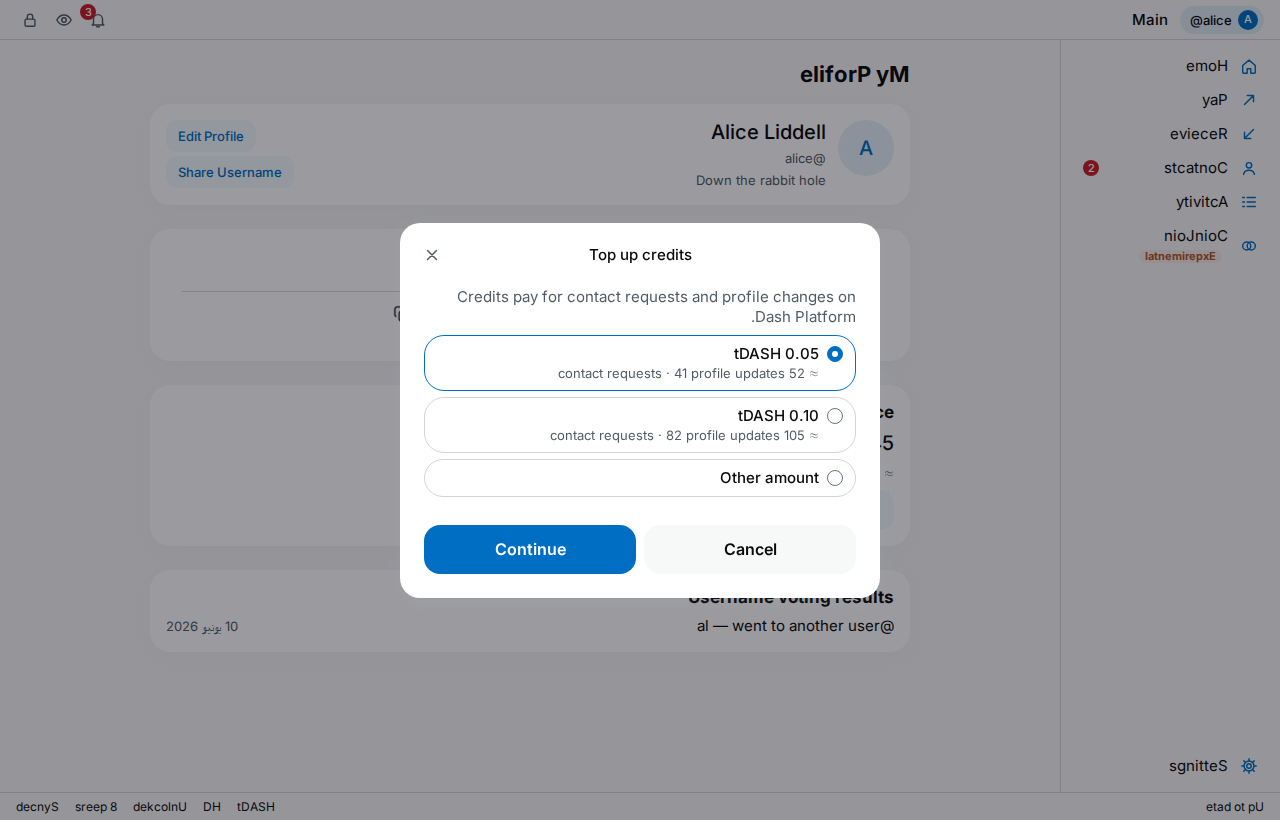 Main
@alice
A
3
Home
Pay
Receive
Contacts
2
Activity
CoinJoin
Experimental
Settings
My Profile
A
Alice Liddell
alice@
Down the rabbit hole
Edit Profile
Share Username
Top up credits
Credits pay for contact requests and profile changes on
.Dash Platform
tDASH 0.05
contact requests · 41 profile updates 52 ≈
tDASH 0.10
contact requests · 82 profile updates 105 ≈
Other amount
Cancel
Continue
≈
Username voting results
al — went to another user@
10 يونيو 2026
Up to date
tDASH
HD
Unlocked
8 peers
Synced